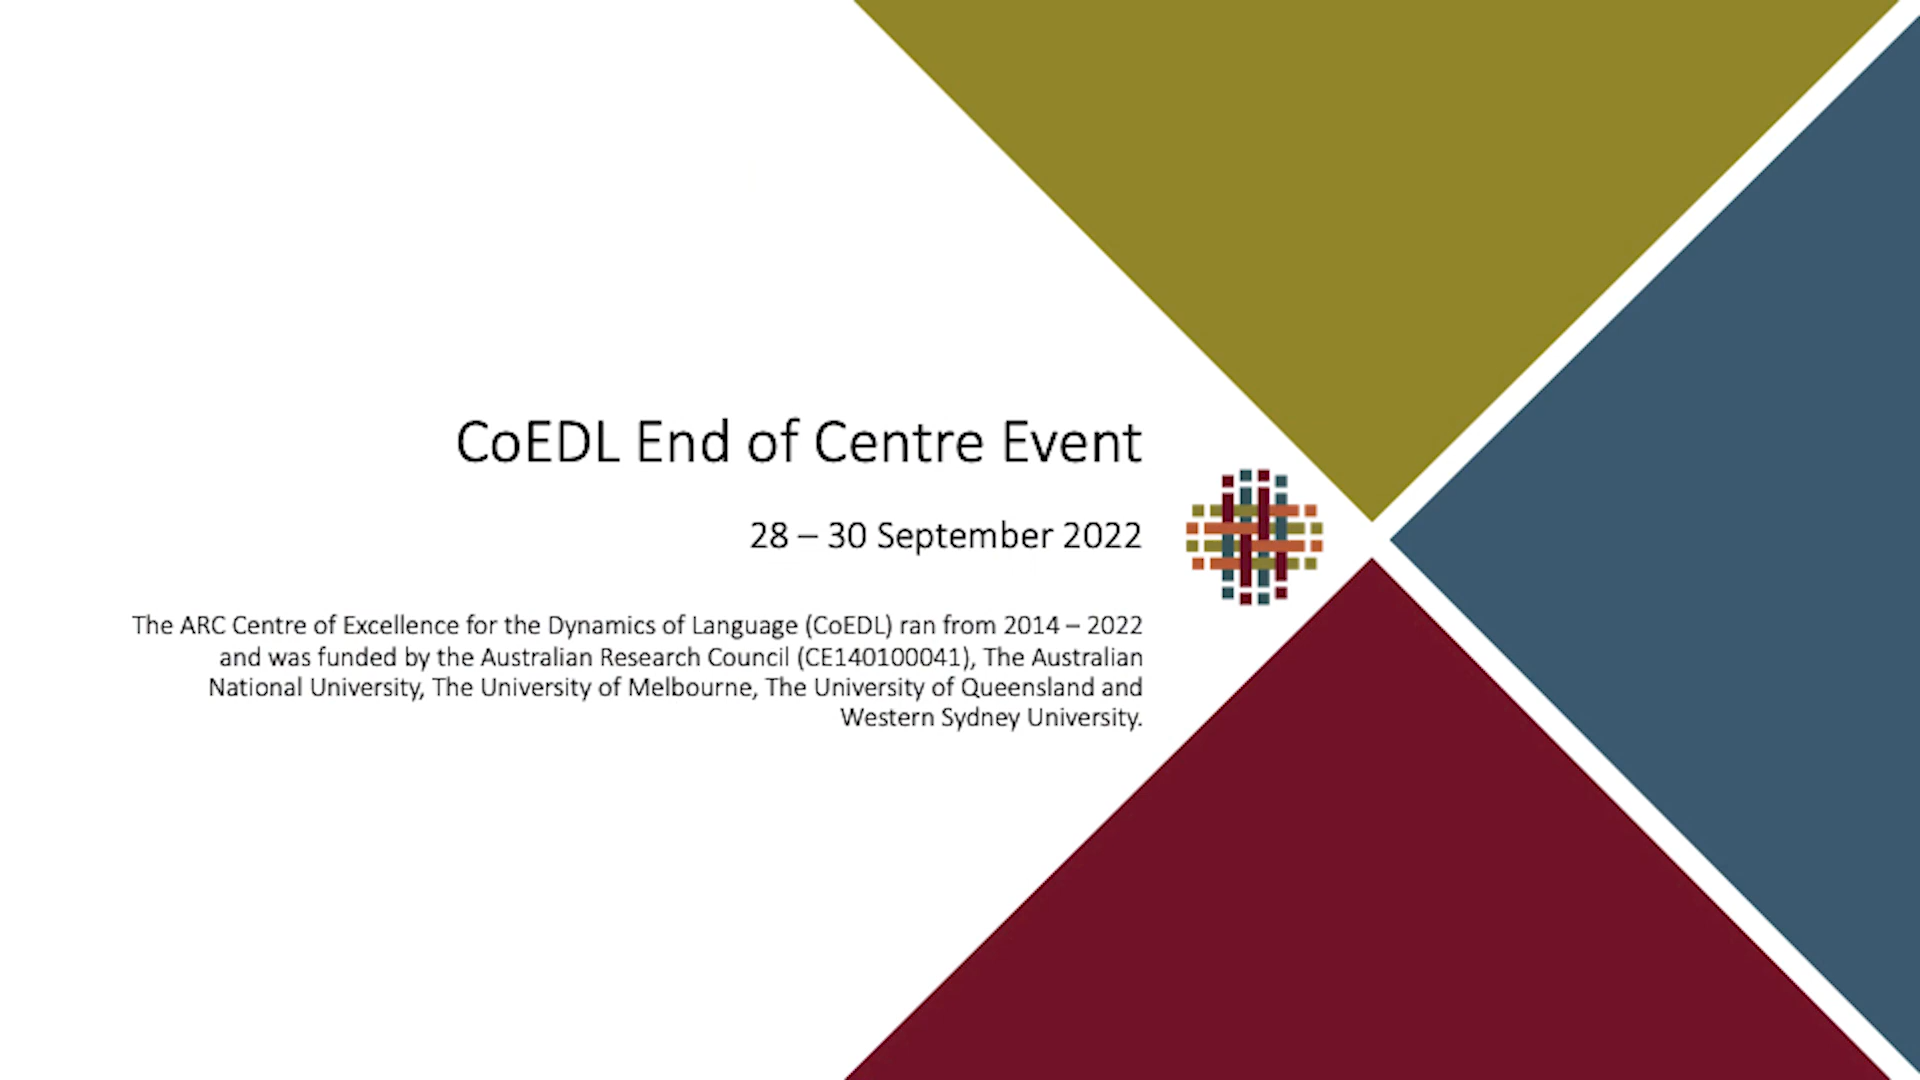 CoEDL End of Centre Event
28 – 30 September 2022
The ARC Centre of Excellence for the Dynamics of Language (CoEDL) ran from 2014 – 2022
and was funded by the Australian Research Council (CE140100041), The Australian
National University, The University of Melbourne, The University of Queensland and
Western Sydney University.